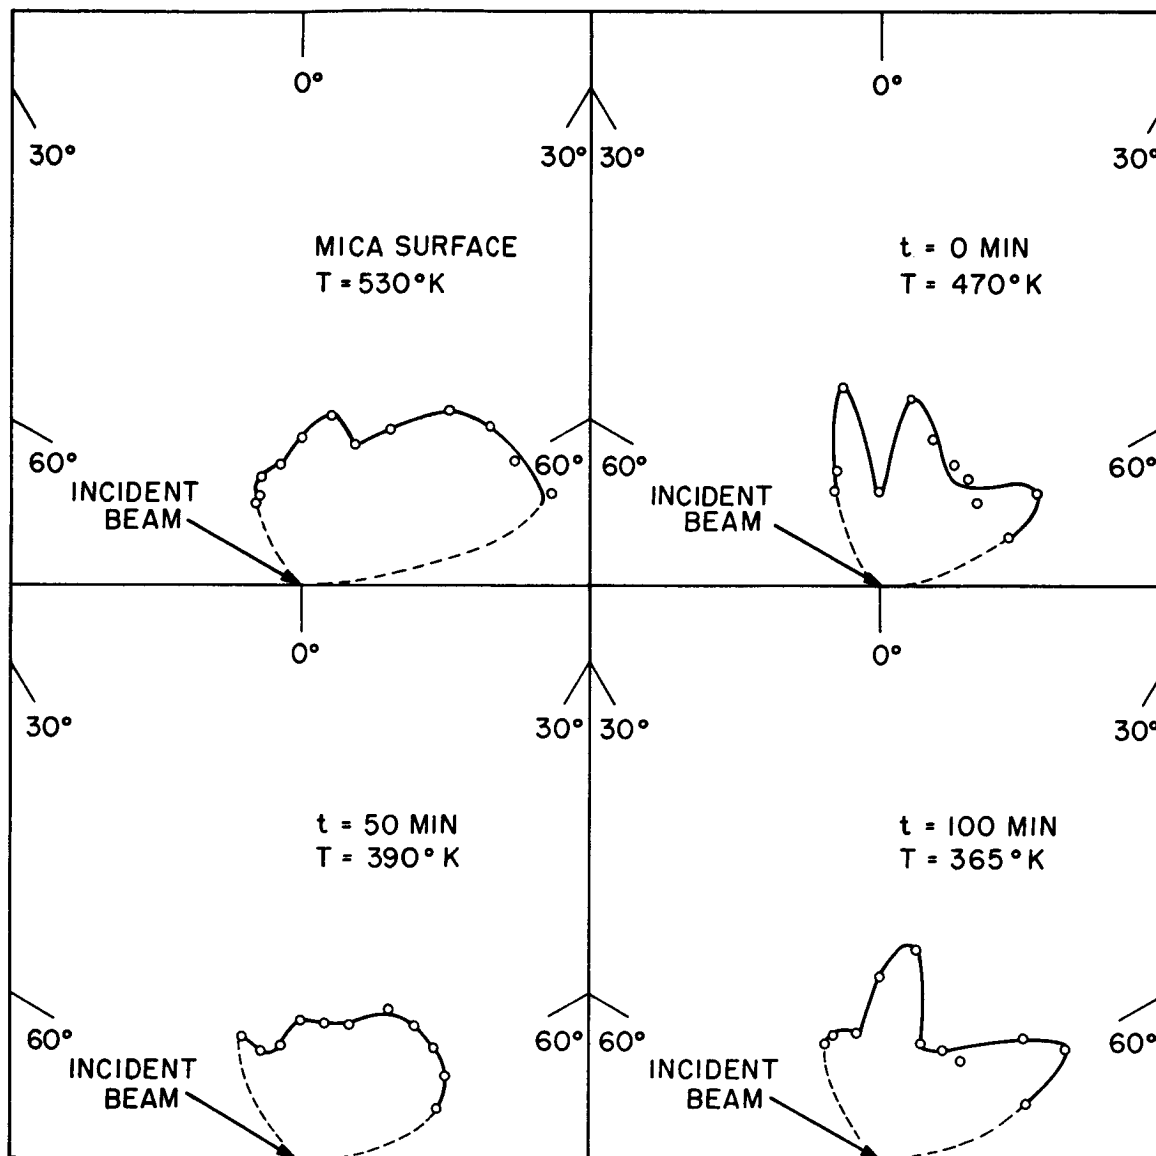 0°
30°
30°
MICA SURFACE
T = 530°K
60°
60°
INCIDENT
BEAM
0°
30°
30°
t = 0 MIN
T = 470°K
60°
60°
INCIDENT
BEAM
0°
30°
30°
t = 50 MIN
T = 390°K
60°
60°
INCIDENT
BEAM
0°
30°
30°
t = 100 MIN
T = 365°K
60°
60°
INCIDENT
BEAM